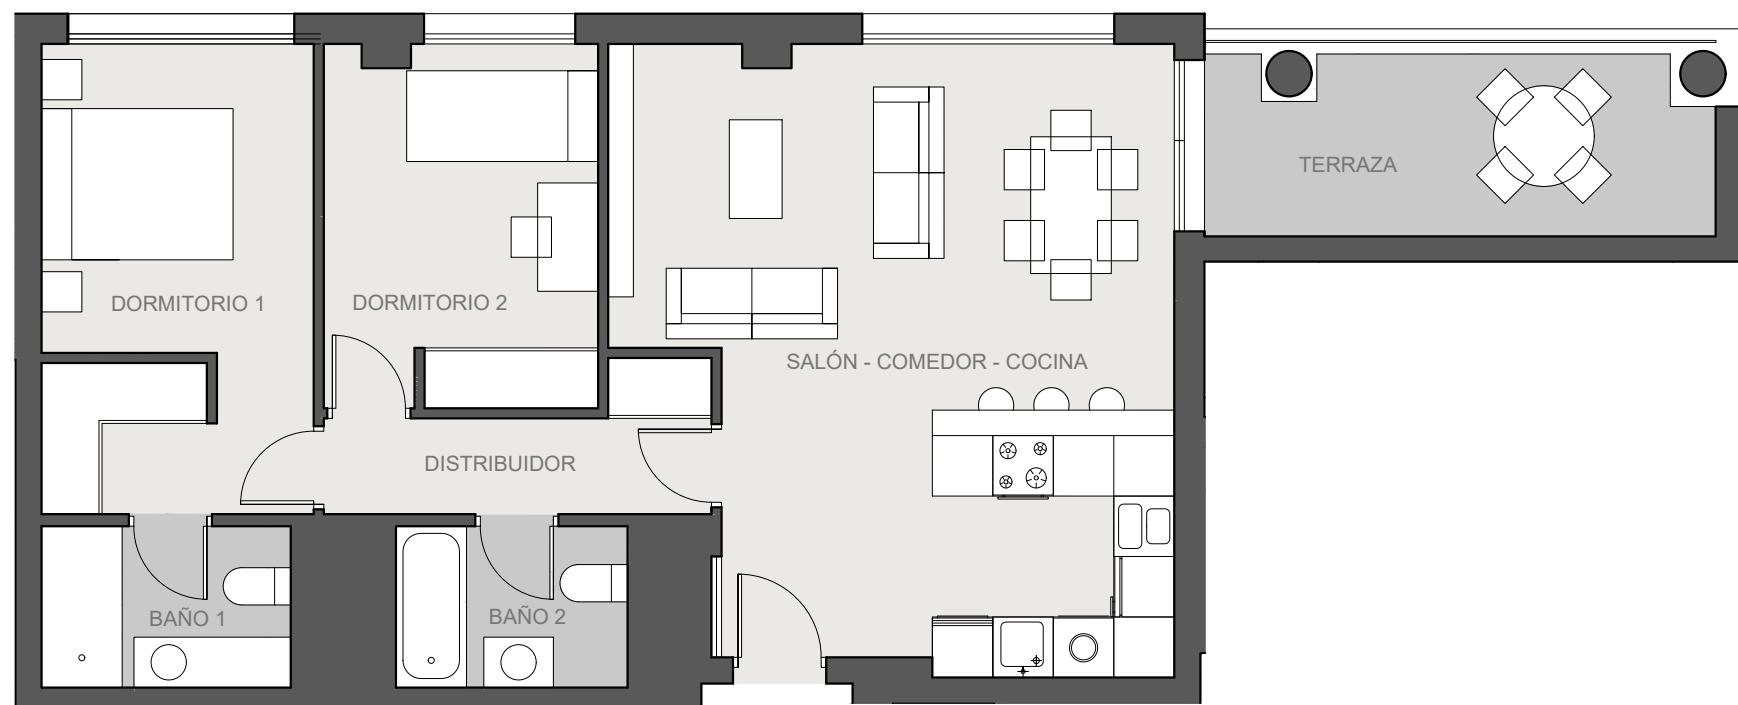 TERRAZA
DORMITORIO 1
DORMITORIO 2
SALÓN - COMEDOR - COCINA
DISTRIBUIDOR
BAÑO 1
BAÑO 2